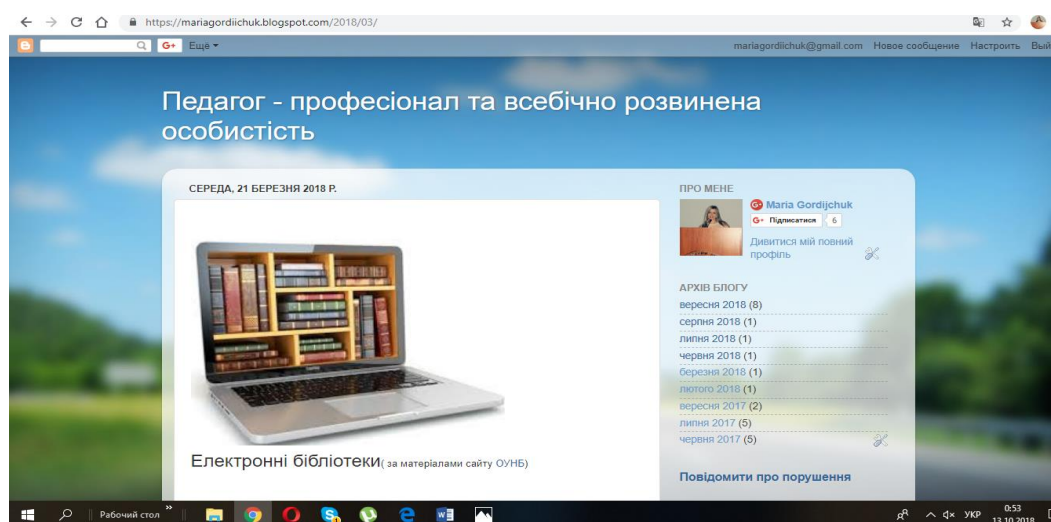 https://mariagordiichuk.blogspot.com/2018/03/
G+ Ещё mariagordiichuk@gmail.com Новое сообщение Настроить
Педагог - професіонал та всебічно розвинена
особистість
СЕРЕДА, 21 БЕРЕЗНЯ 2018 Р.
Електронні бібліотеки( за матеріалами сайту ОУНБ)
ПРО МЕНЕ
G+ Maria Gordijchuk
G+ Підписатися 6
Дивитися мій повний
профіль
АРХІВ БЛОГУ
вересня 2018 (8)
серпня 2018 (1)
липня 2018 (1)
червня 2018 (1)
березня 2018 (1)
лютого 2018 (1)
вересня 2017 (2)
липня 2017 (5)
червня 2017 (5)
Повідомити про порушення
Рабочий стол » УКР 0:53
13.10.2018